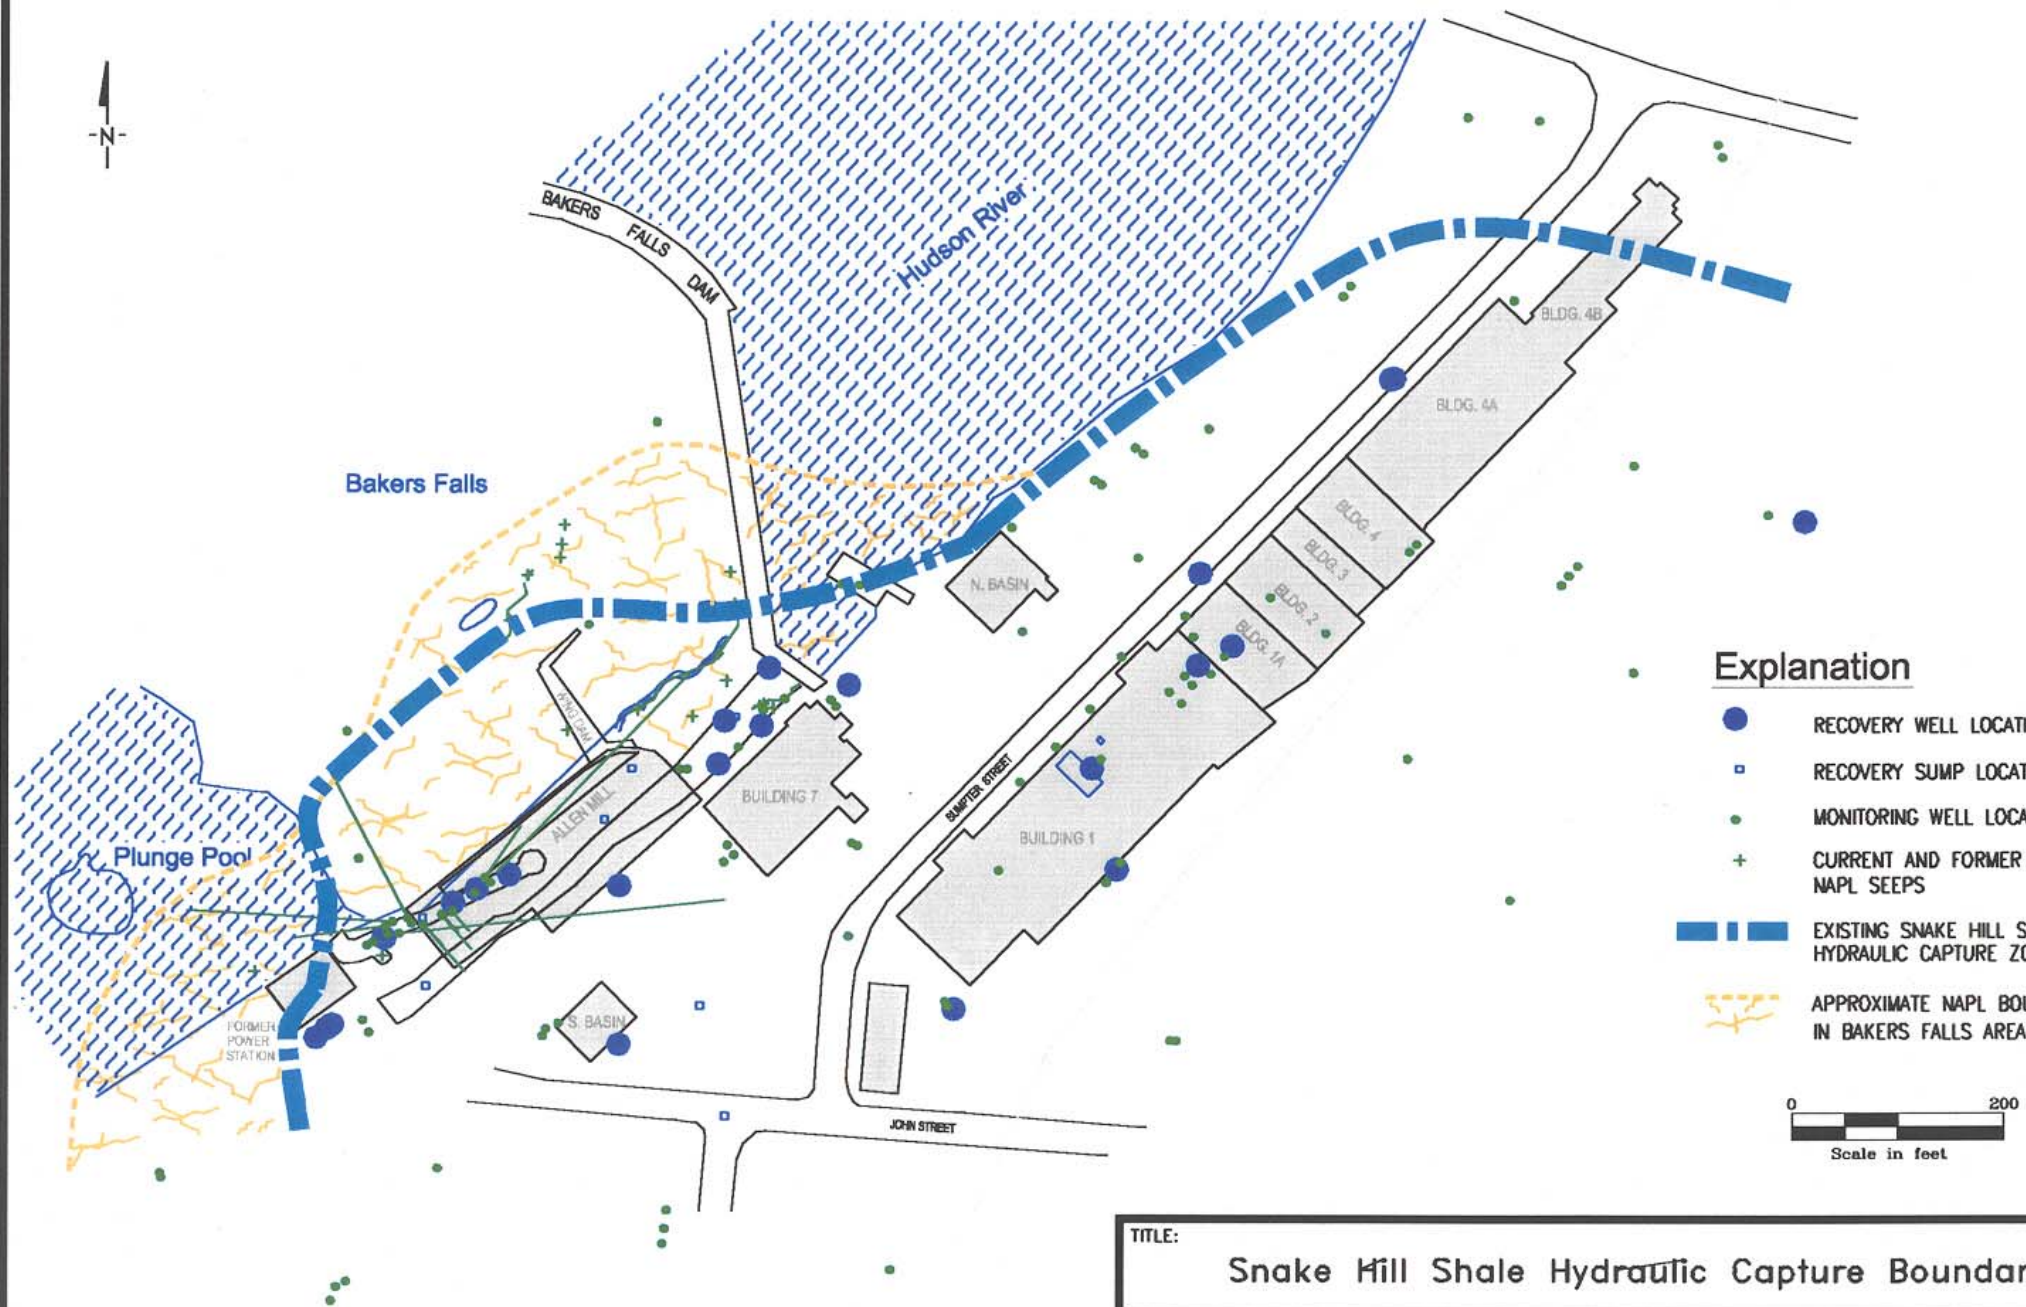 -N-
BAKERS
FALLS
DAM
Hudson River
BLDG. 4B
BLDG. 4A
BLDG. 4
BLDG. 3
BLDG. 2
BLDG. 1A
Bakers Falls
N. BASIN
WING DAM
ALLEN MILL
BUILDING 7
SUMPTER STREET
BUILDING 1
Plunge Pool
FORMER
POWER
STATION
S. BASIN
JOHN STREET
Explanation
RECOVERY WELL LOCATI
RECOVERY SUMP LOCAT
MONITORING WELL LOCA
CURRENT AND FORMER
NAPL SEEPS
EXISTING SNAKE HILL S
HYDRAULIC CAPTURE ZO
APPROXIMATE NAPL BOU
IN BAKERS FALLS AREA
0 200
Scale in feet
TITLE:
Snake Hill Shale Hydraulic Capture Boundar